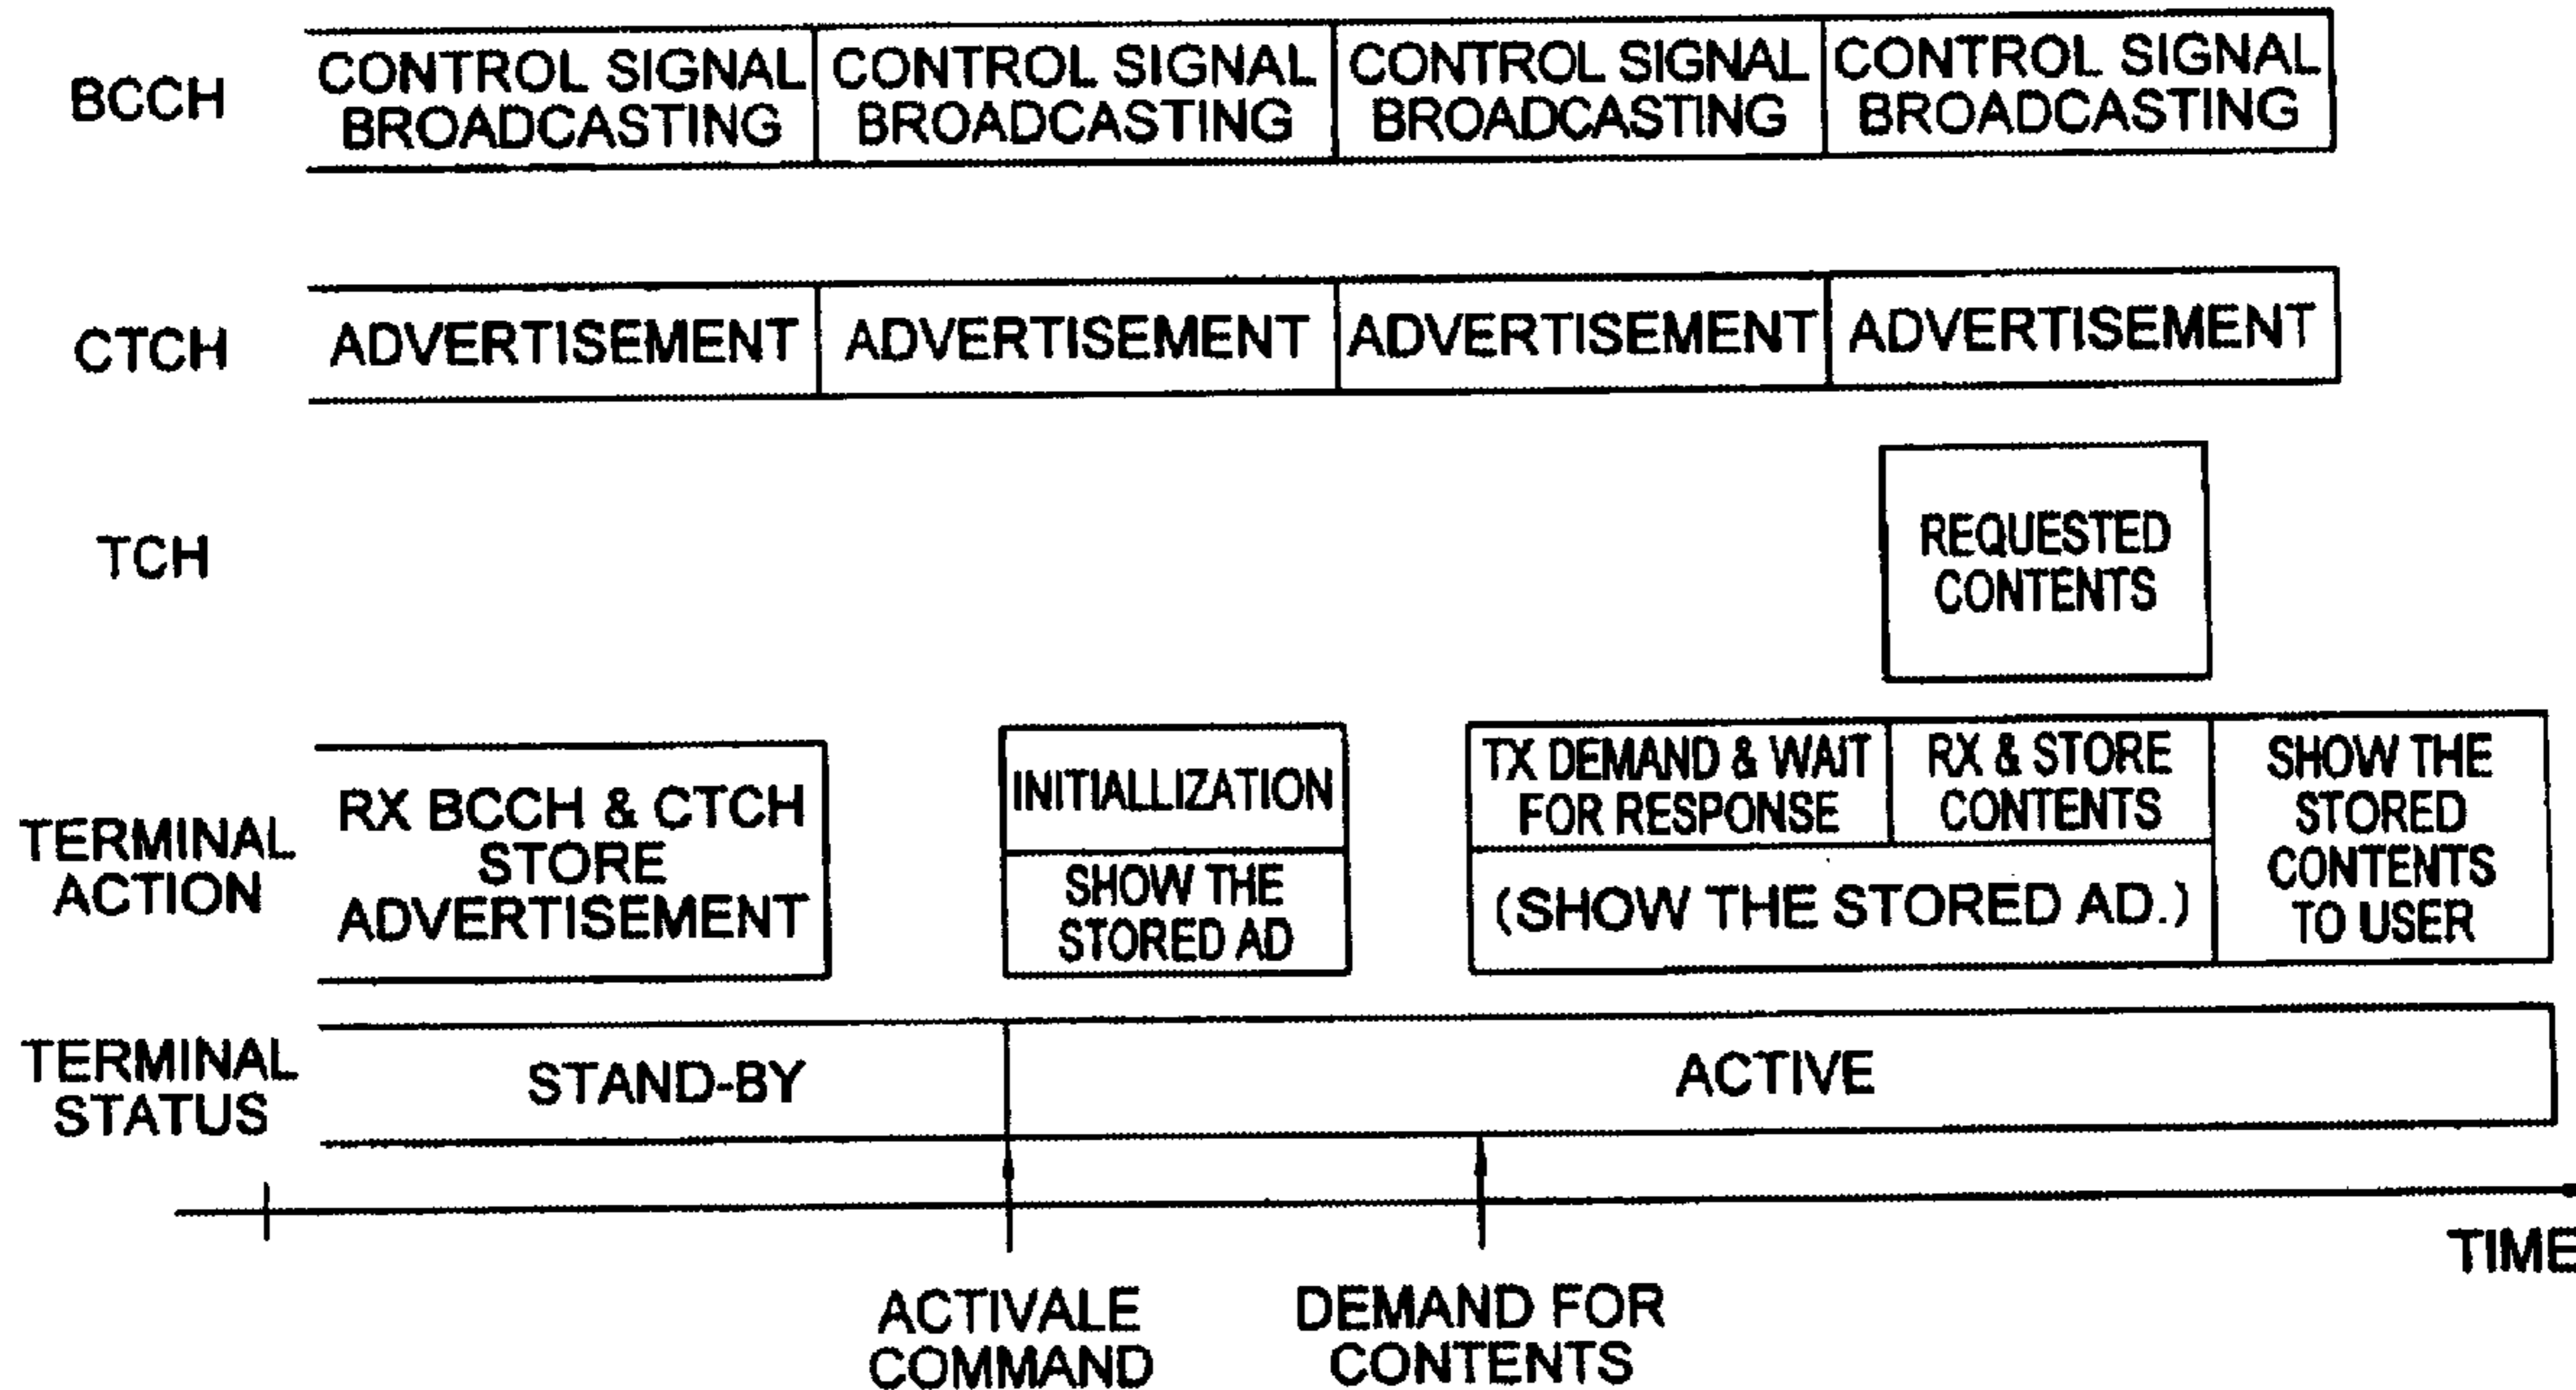 BCCH
CONTROL SIGNAL
BROADCASTING
CONTROL SIGNAL
BROADCASTING
CONTROL SIGNAL
BROADCASTING
CONTROL SIGNAL
BROADCASTING
CTCH
ADVERTISEMENT
ADVERTISEMENT
ADVERTISEMENT
ADVERTISEMENT
TCH
REQUESTED
CONTENTS
TERMINAL
ACTION
RX BCCH & CTCH
STORE
ADVERTISEMENT
INITIALLIZATION
SHOW THE
STORED AD
TX DEMAND & WAIT
FOR RESPONSE
RX & STORE
CONTENTS
(SHOW THE STORED AD.)
SHOW THE
STORED
CONTENTS
TO USER
TERMINAL
STATUS
STAND-BY
ACTIVE
TIME
ACTIVALE
COMMAND
DEMAND FOR
CONTENTS